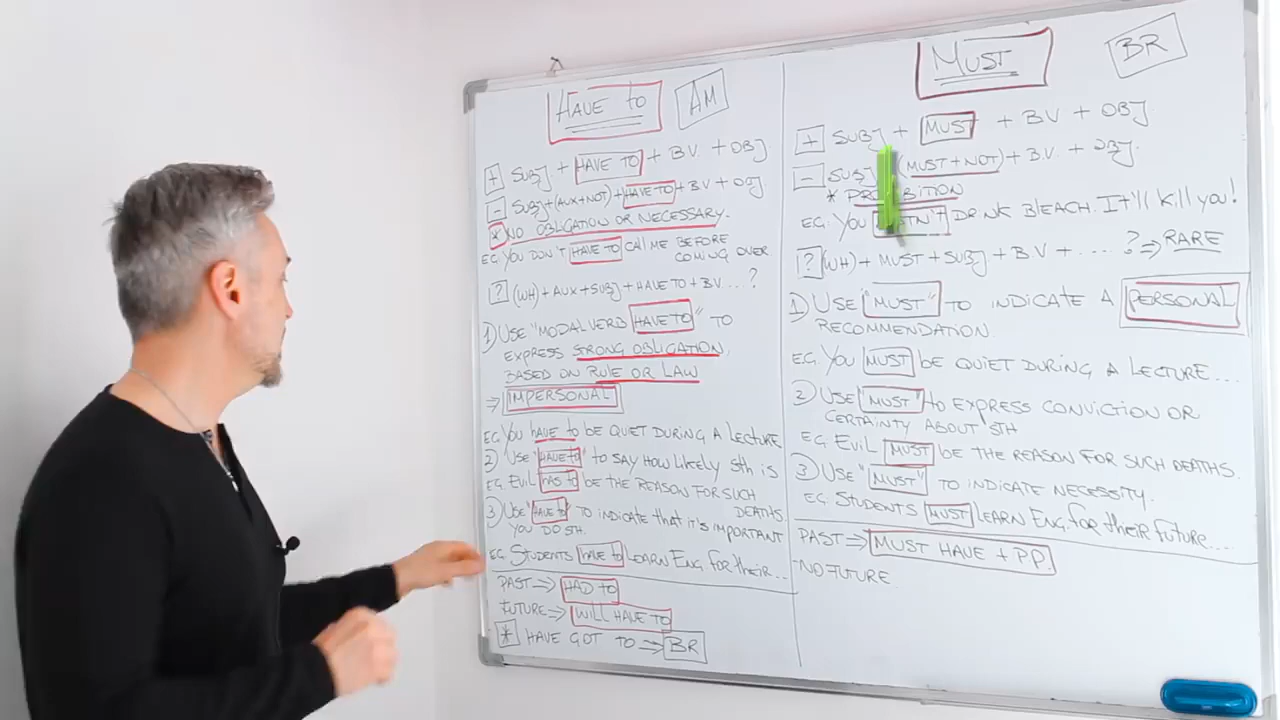 HAVE TO AM
+ SUBJ + HAVE TO + B.V. + OBJ.
- SUBJ+(AUX+NOT)+HAVE TO+BV+OBJ
* NO OBLIGATION OR NECESSARY.
EG. YOU DON'T HAVE TO CALL ME BEFORE
COMING OVER
? (WH)+AUX+SUBJ+HAVE TO+B.V....?
1) USE "MODAL VERB HAVE TO" TO
EXPRESS STRONG OBLIGATION,
BASED ON RULE OR LAW
⇒ IMPERSONAL
EG. YOU HAVE TO BE QUIET DURING A LECTURE
2) USE "HAVE TO" TO SAY HOW LIKELY STH IS
EG. EVIL HAS TO BE THE REASON FOR SUCH
DEATHS.
3) USE "HAVE TO" TO INDICATE THAT IT'S IMPORTANT
YOU DO STH.
EG. STUDENTS HAVE TO LEARN ENG. FOR THEIR...
PAST ⇒ HAD TO
FUTURE ⇒ WILL HAVE TO
* HAVE GOT TO ⇒ BR
MUST BR
+ SUBJ + MUST + B.V + OBJ
- SUBJ (MUST+NOT)+B.V. + OBJ.
*
EG. YOU DRINK BLEACH. IT'll KILL YOU!
? (WH)+ MUST + SUBJ + B.V + ....? ⇒ RARE
1) USE "MUST" TO INDICATE A PERSONAL
RECOMMENDATION
E.G. YOU MUST BE QUIET DURING A LECTURE...
2) USE "MUST" TO EXPRESS CONVICTION OR
CERTAINTY ABOUT STH
EG. EVIL MUST BE THE REASON FOR SUCH DEATHS.
3) USE "MUST" TO INDICATE NECESSITY.
EG. STUDENTS MUST LEARN ENG. FOR THEIR FUTURE....
PAST ⇒ MUST HAVE + P.P.
-NO FUTURE